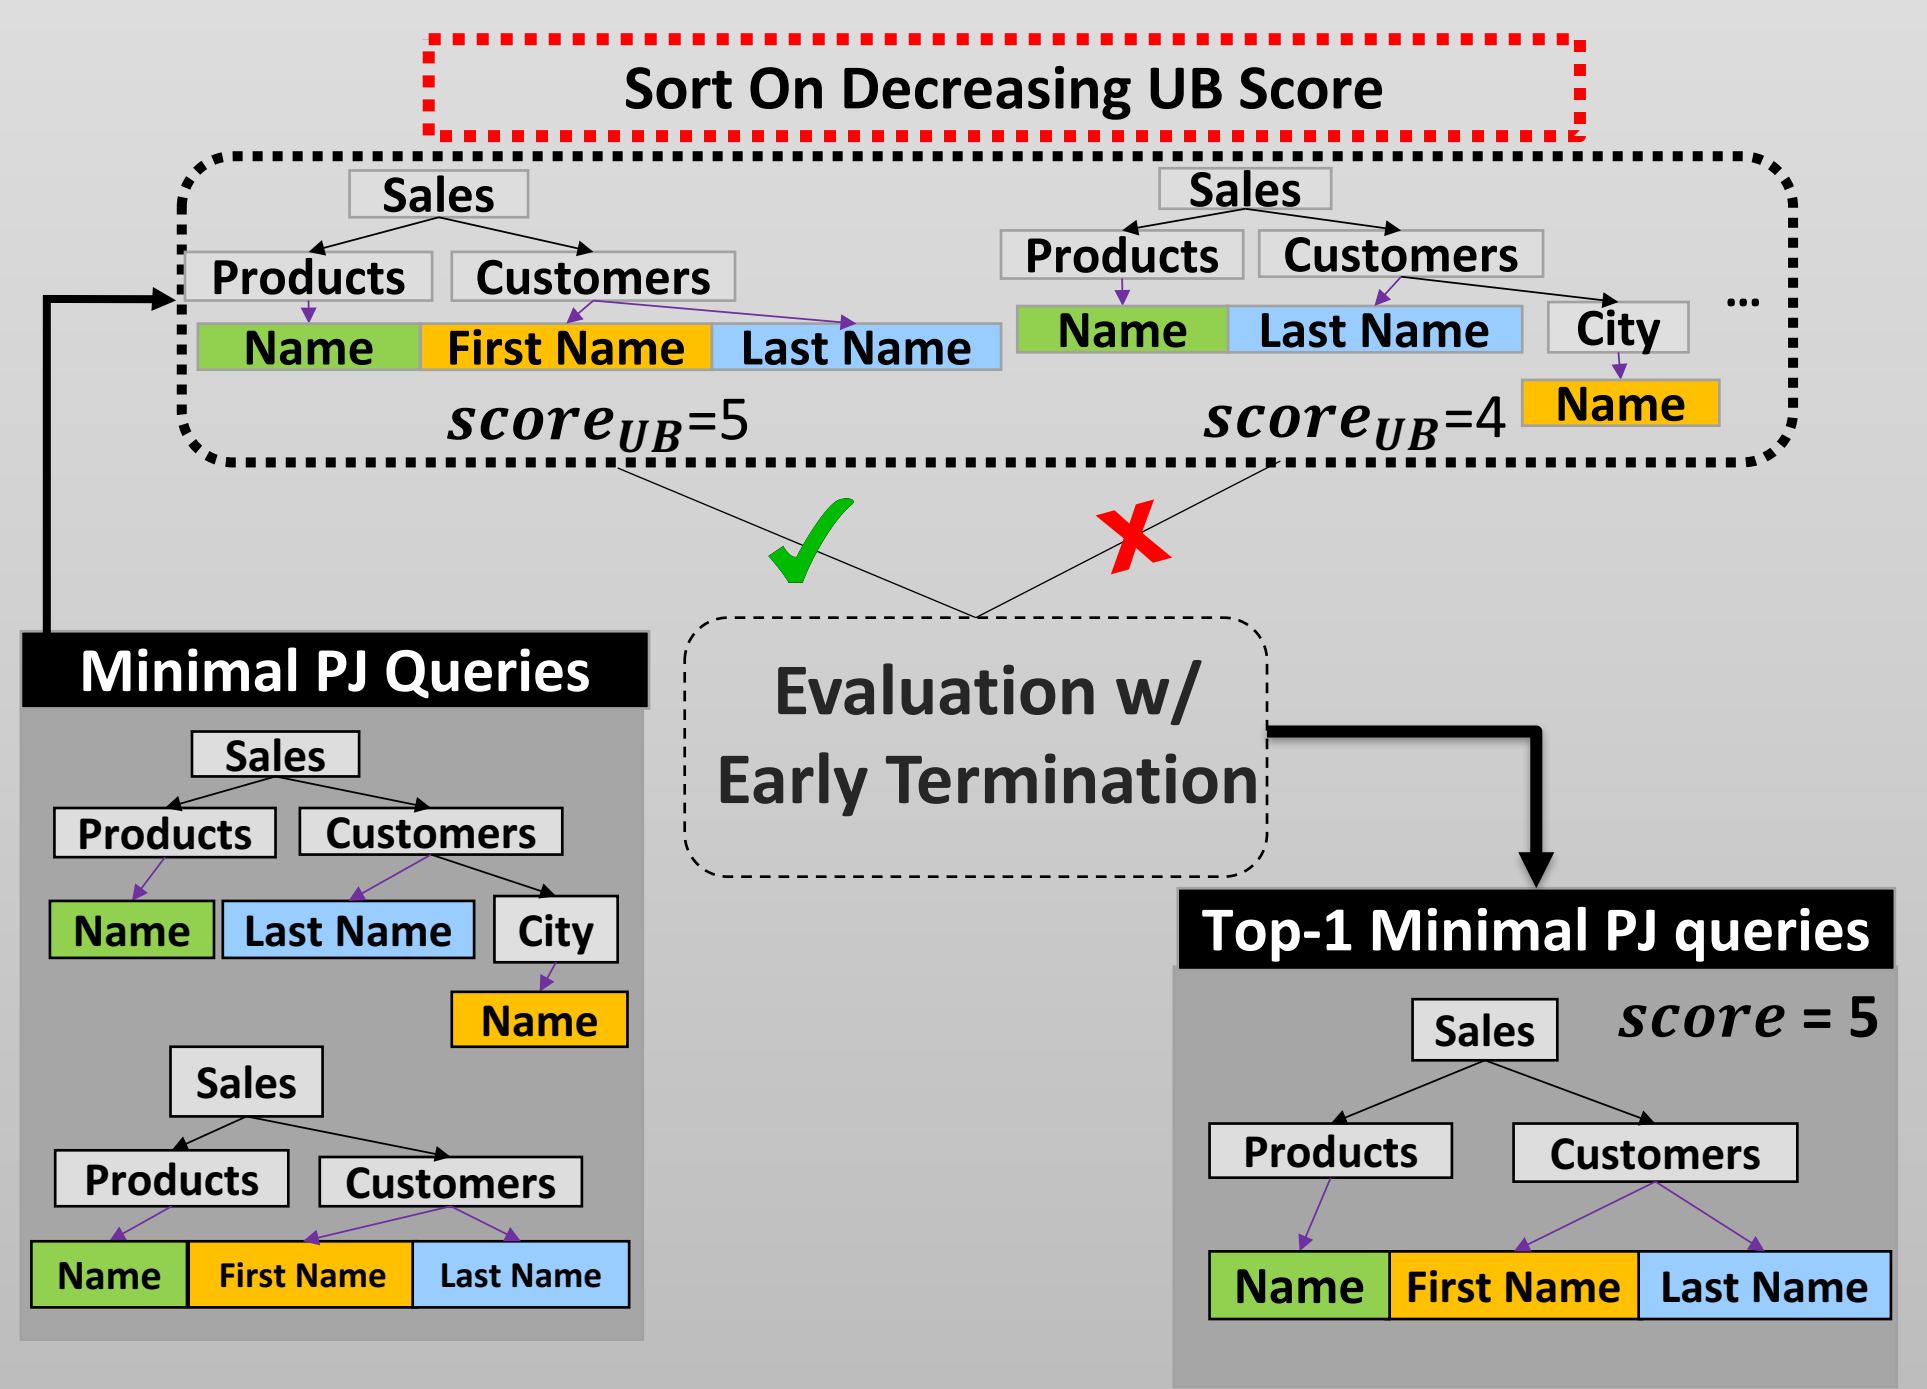 Sort On Decreasing UB Score
Sales
Products
Customers
Name
First Name
Last Name
score_UB=5
Sales
Products
Customers
Name
Last Name
City
Name
score_UB=4
...
Minimal PJ Queries
Sales
Products
Customers
Name
Last Name
City
Name
Sales
Products
Customers
Name
First Name
Last Name
Evaluation w/
Early Termination
Top-1 Minimal PJ queries
score = 5
Sales
Products
Customers
Name
First Name
Last Name